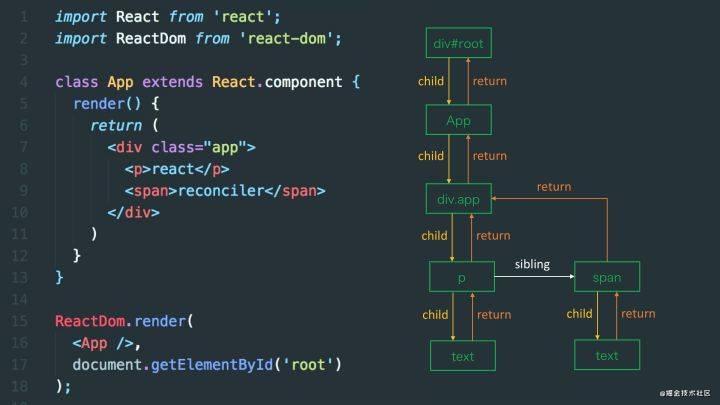 1 import React from 'react';
2 import ReactDom from 'react-dom';
3
4 class App extends React.component {
5 render() {
6 return (
7 <div class="app">
8 <p>react</p>
9 <span>reconciler</span>
10 </div>
11 )
12 }
13 }
14
15 ReactDom.render(
16 <App />,
17 document.getElementById('root')
18 );
div#root
child return
App
child return
div.app
return
child return
p sibling span
child return child return
text text
@掘金技术社区